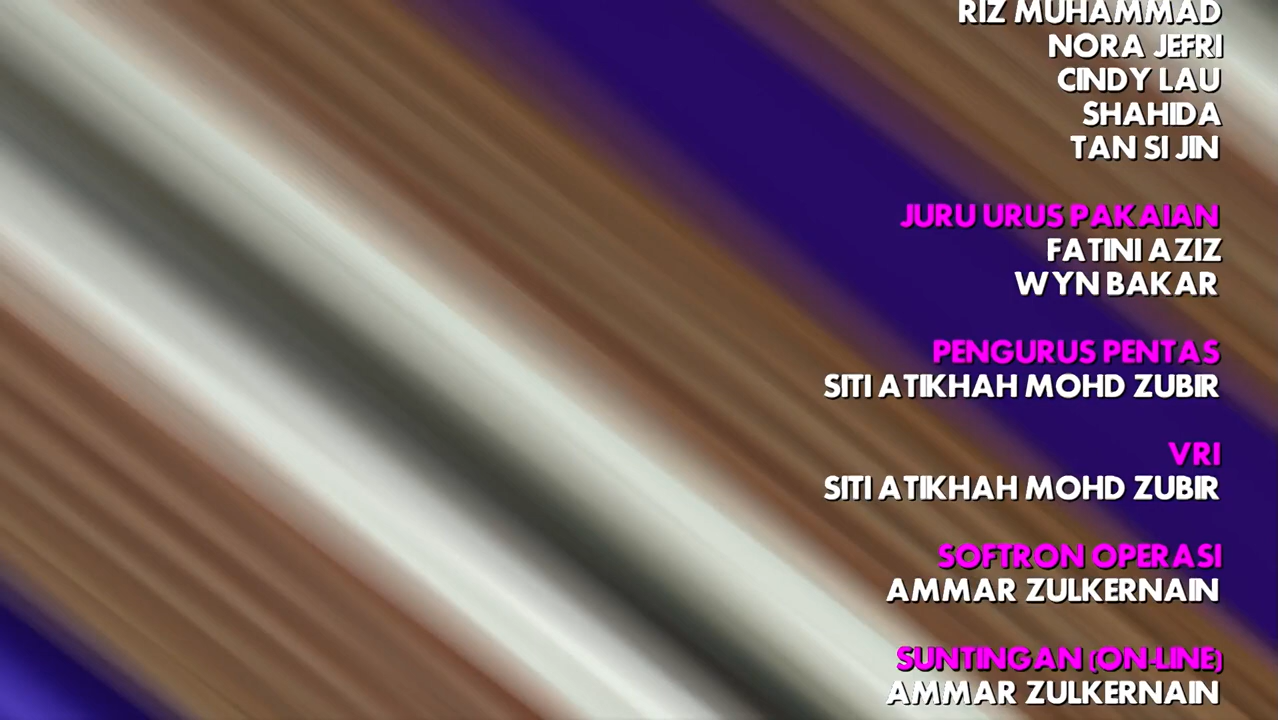 RIZ MUHAMMAD
NORA JEFRI
CINDY LAU
SHAHIDA
TAN SI JIN
JURU URUS PAKAIAN
FATINI AZIZ
WYN BAKAR
PENGURUS PENTAS
SITI ATIKHAH MOHD ZUBIR
VRI
SITI ATIKHAH MOHD ZUBIR
SOFTRON OPERASI
AMMAR ZULKERNAIN
SUNTINGAN (ON-LINE)
AMMAR ZULKERNAIN